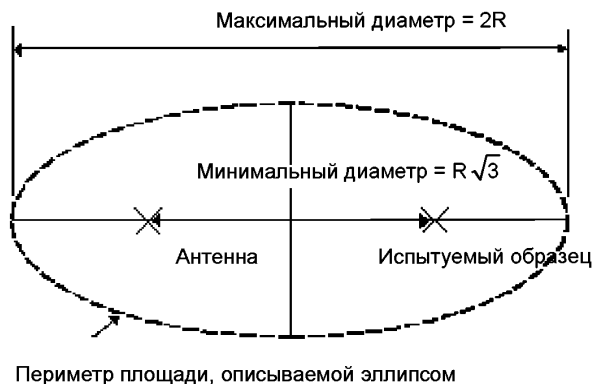 Максимальный диаметр = 2R
Минимальный диаметр = R√3
Антенна
Испытуемый образец
Периметр площади, описываемой эллипсом